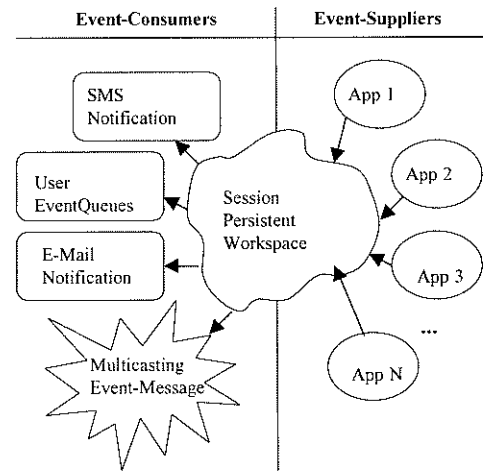 Event-Consumers
Event-Suppliers
SMS
Notification
App 1
User
EventQueues
Session
Persistent
Workspace
App 2
E-Mail
Notification
App 3
...
Multicasting
Event-Message
App N